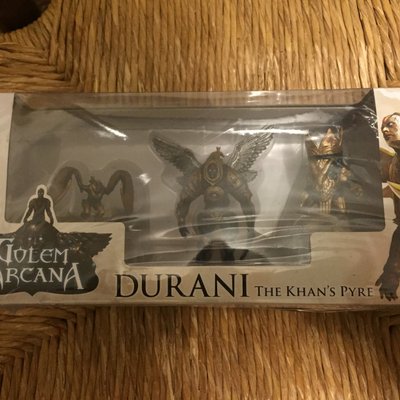 GOLEM
ARCANA
DURANI THE KHAN'S PYRE